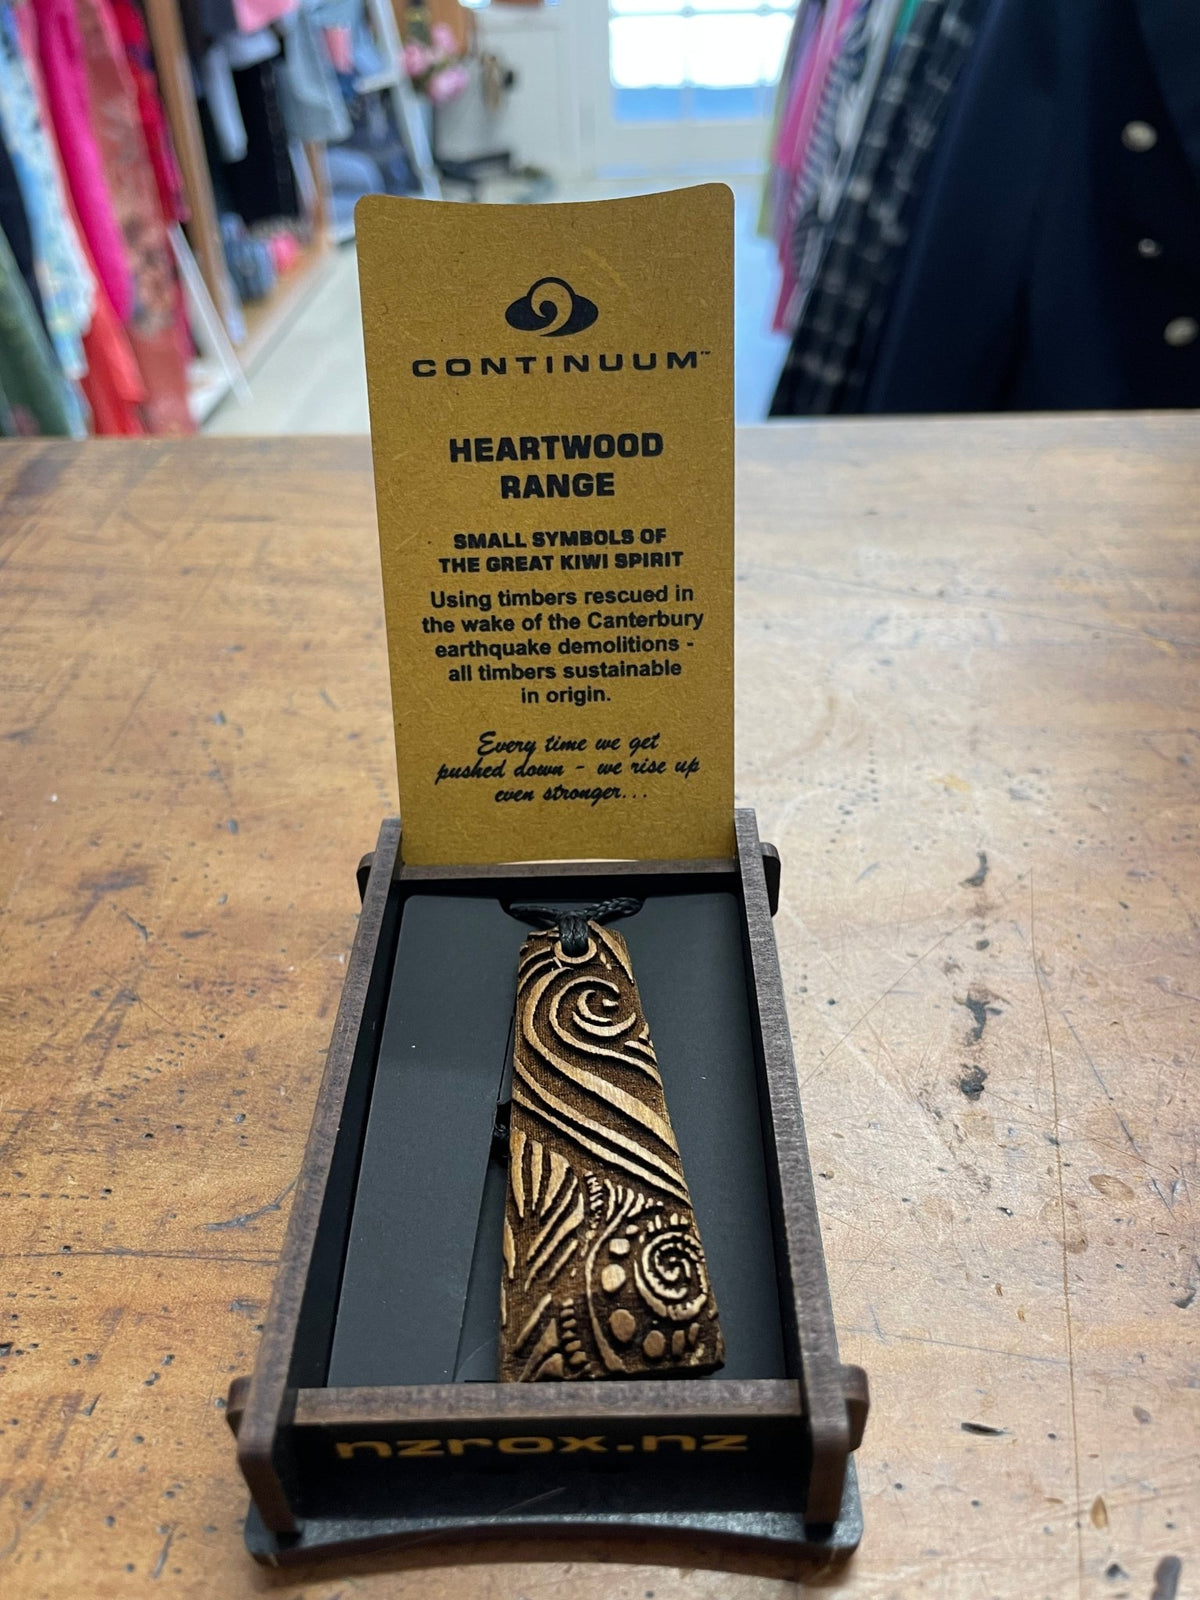 CONTINUUM™
HEARTWOOD
RANGE
SMALL SYMBOLS OF
THE GREAT KIWI SPIRIT
Using timbers rescued in
the wake of the Canterbury
earthquake demolitions -
all timbers sustainable
in origin.
Every time we get
pushed down - we rise up
even stronger...
nzrox.nz